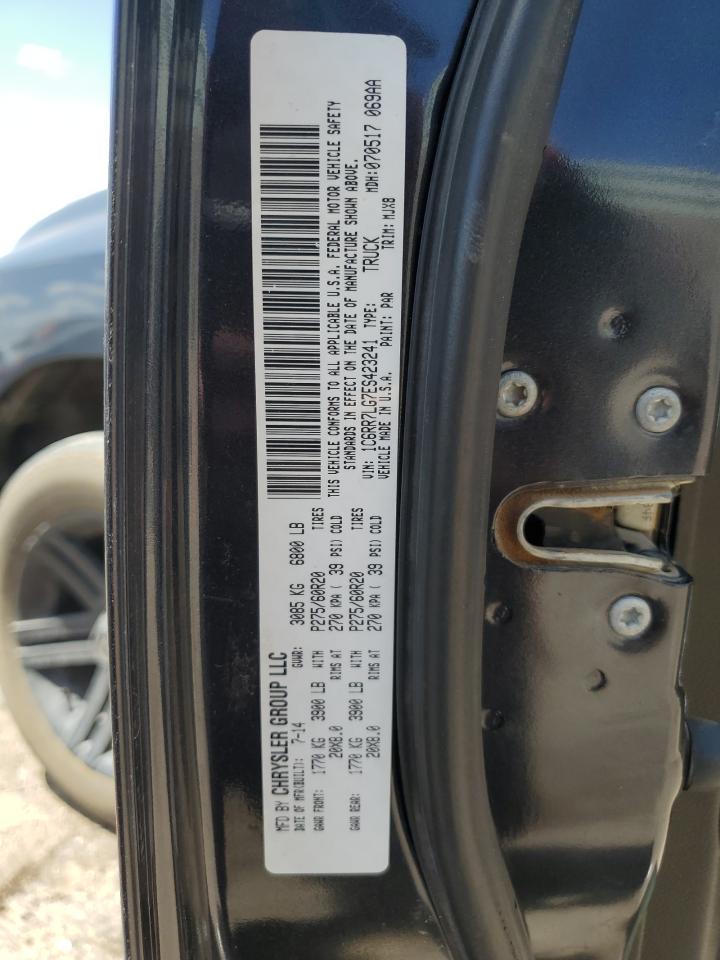 MFD BY CHRYSLER GROUP LLC
DATE OF MFR(BUILT): 7-14 GVWR: 3085 KG 6800 LB
GAWR FRONT: 1770 KG 3900 LB WITH P275/60R20 TIRES
20X8.0 RIMS AT 270 KPA ( 39 PSI) COLD
GAWR REAR: 1770 KG 3900 LB WITH P275/60R20 TIRES
20X8.0 RIMS AT 270 KPA ( 39 PSI) COLD
THIS VEHICLE CONFORMS TO ALL APPLICABLE U.S.A. FEDERAL MOTOR VEHICLE SAFETY
STANDARDS IN EFFECT ON THE DATE OF MANUFACTURE SHOWN ABOVE.
VIN: 1C6RR7LG7ES423241 TYPE: TRUCK MDH:070517 069AA
VEHICLE MADE IN U.S.A. PAINT: PAR TRIM: MJX8